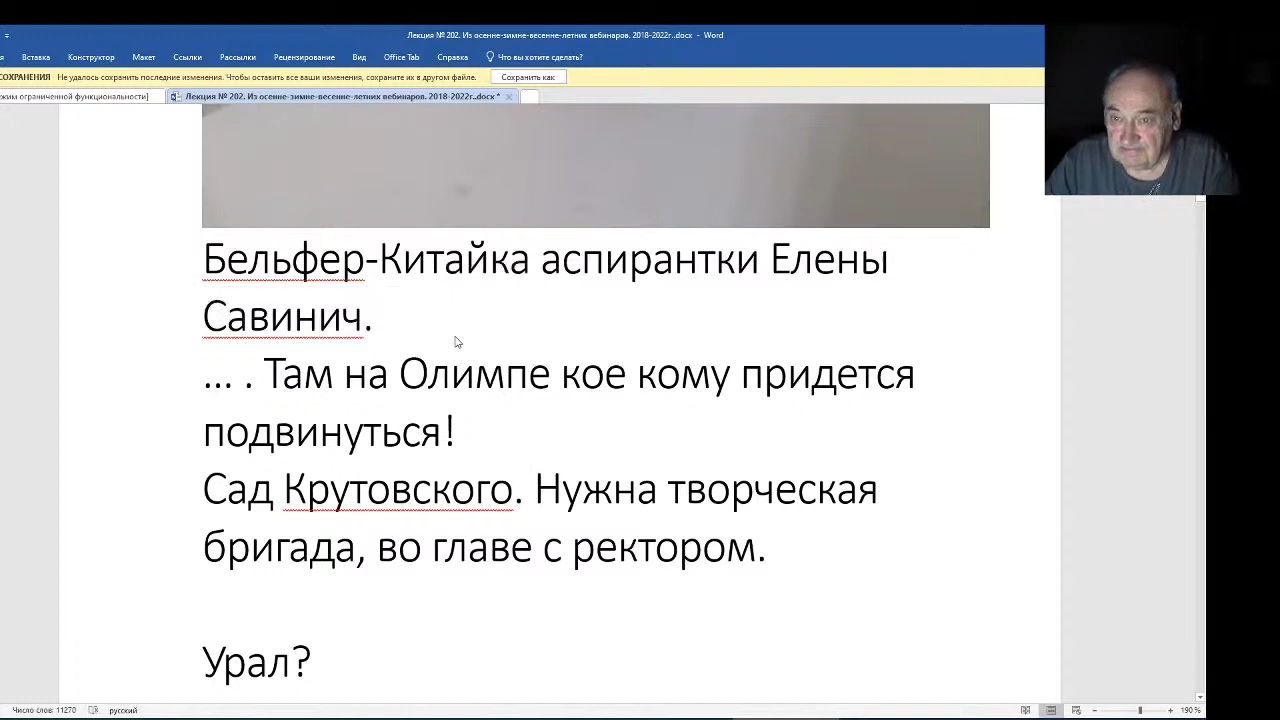 Лекция № 202. Из осенне-зимне-весенне-летних вебинаров. 2018-2022г..docx - Word
Вставка Конструктор Макет Ссылки Рассылки Рецензирование Вид Office Tab Справка Что вы хотите сделать?
СОХРАНЕНИЯ Не удалось сохранить последние изменения. Чтобы оставить все ваши изменения, сохраните их в другом файле. Сохранить как
ограниченной функциональности] Лекция № 202. Из осенне-зимне-весенне-летних вебинаров. 2018-2022г..docx *
Бельфер-Китайка аспирантки Елены
Савинич.
... . Там на Олимпе кое кому придется
подвинуться!
Сад Крутовского. Нужна творческая
бригада, во главе с ректором.
Урал?
Число слов: 11270 русский 190%